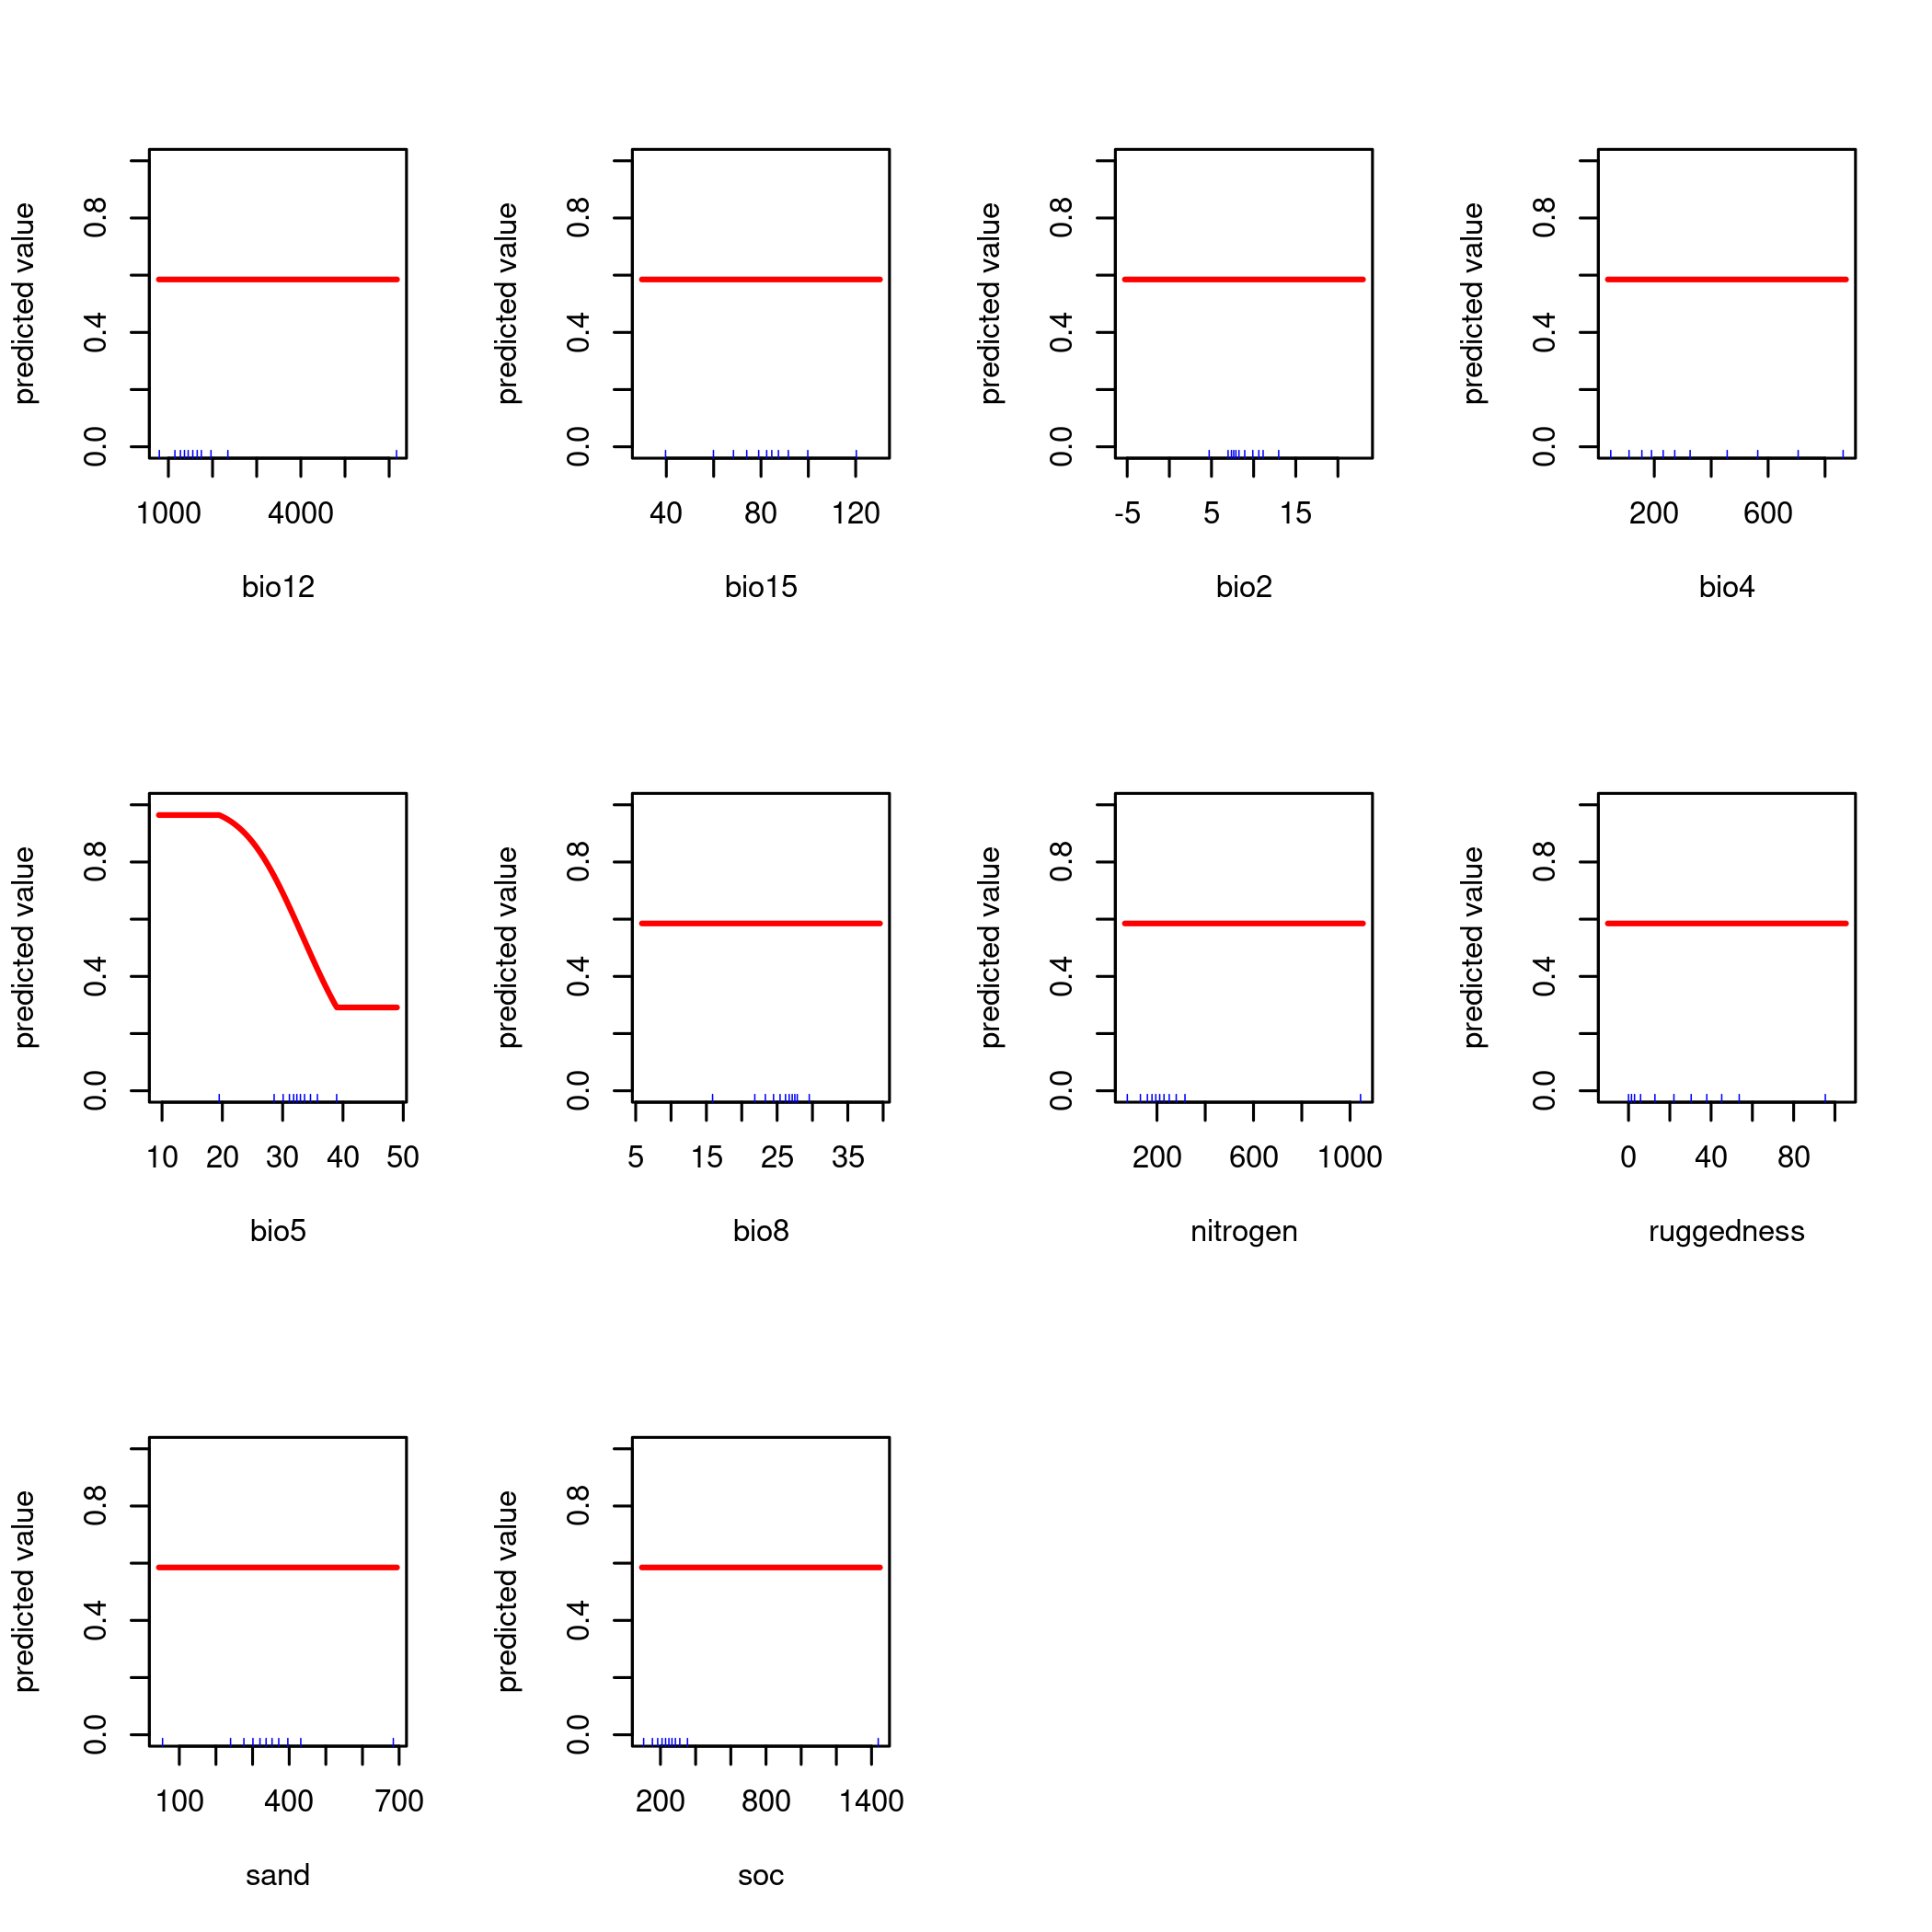 predicted value
0.0 0.4 0.8
1000 4000
bio12
predicted value
0.0 0.4 0.8
40 80 120
bio15
predicted value
0.0 0.4 0.8
-5 5 15
bio2
predicted value
0.0 0.4 0.8
200 600
bio4
predicted value
0.0 0.4 0.8
10 20 30 40 50
bio5
predicted value
0.0 0.4 0.8
5 15 25 35
bio8
predicted value
0.0 0.4 0.8
200 600 1000
nitrogen
predicted value
0.0 0.4 0.8
0 40 80
ruggedness
predicted value
0.0 0.4 0.8
100 400 700
sand
predicted value
0.0 0.4 0.8
200 800 1400
soc